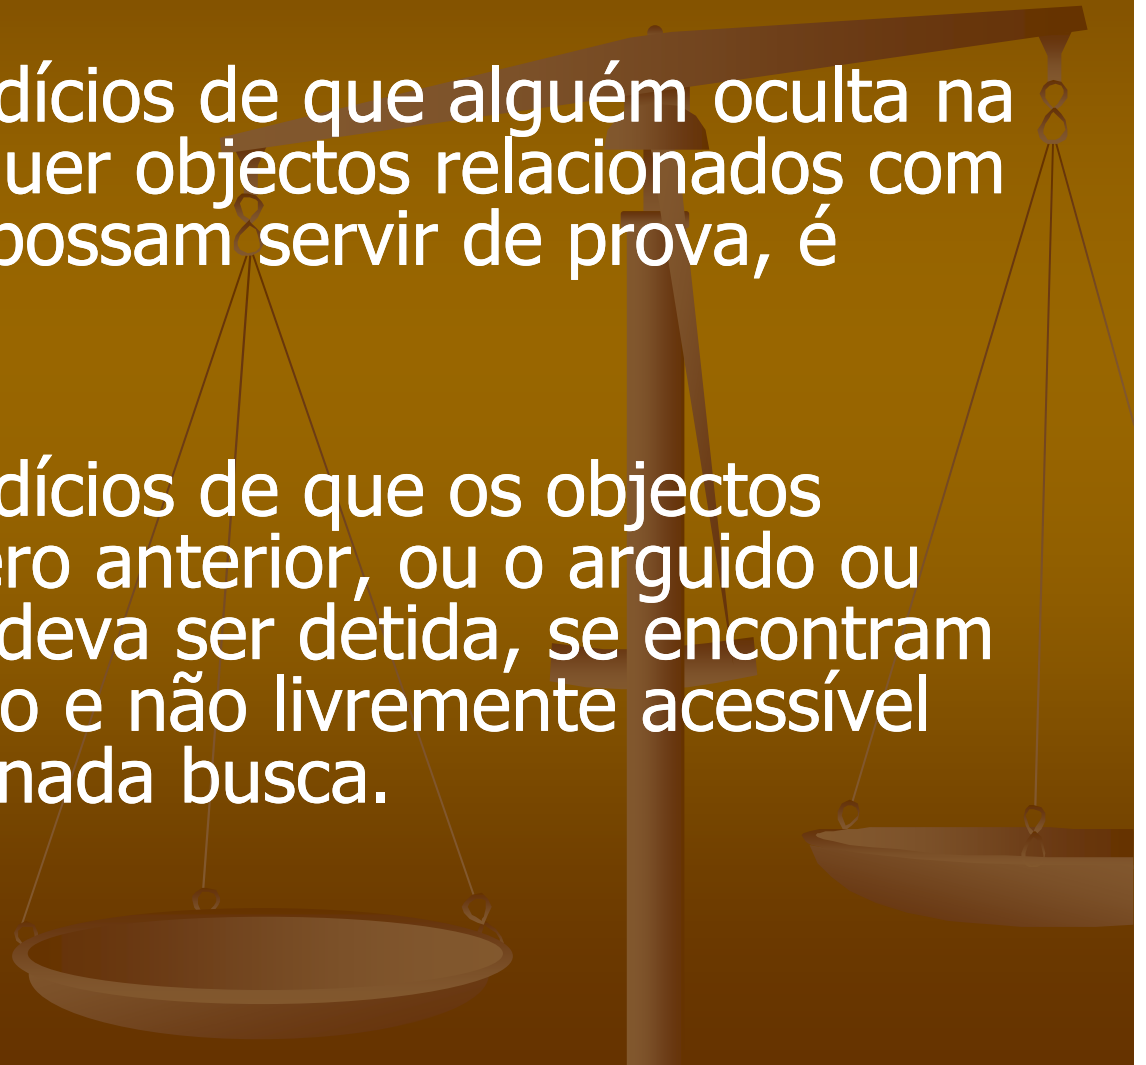 dícios de que alguém oculta na
uer objectos relacionados com
possam servir de prova, é
dícios de que os objectos
ero anterior, ou o arguido ou
deva ser detida, se encontram
o e não livremente acessível
nada busca.